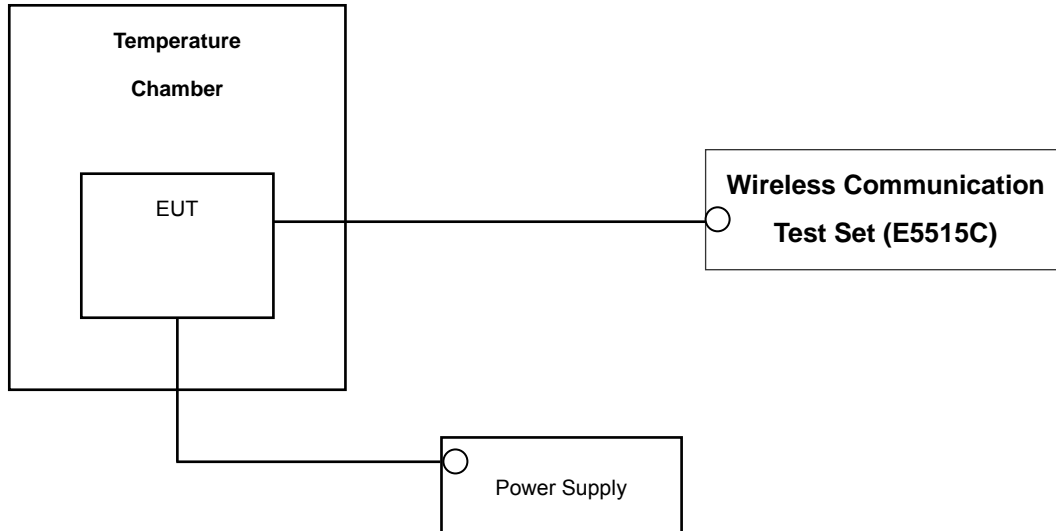 Temperature
Chamber
EUT
Wireless Communication
Test Set (E5515C)
Power Supply